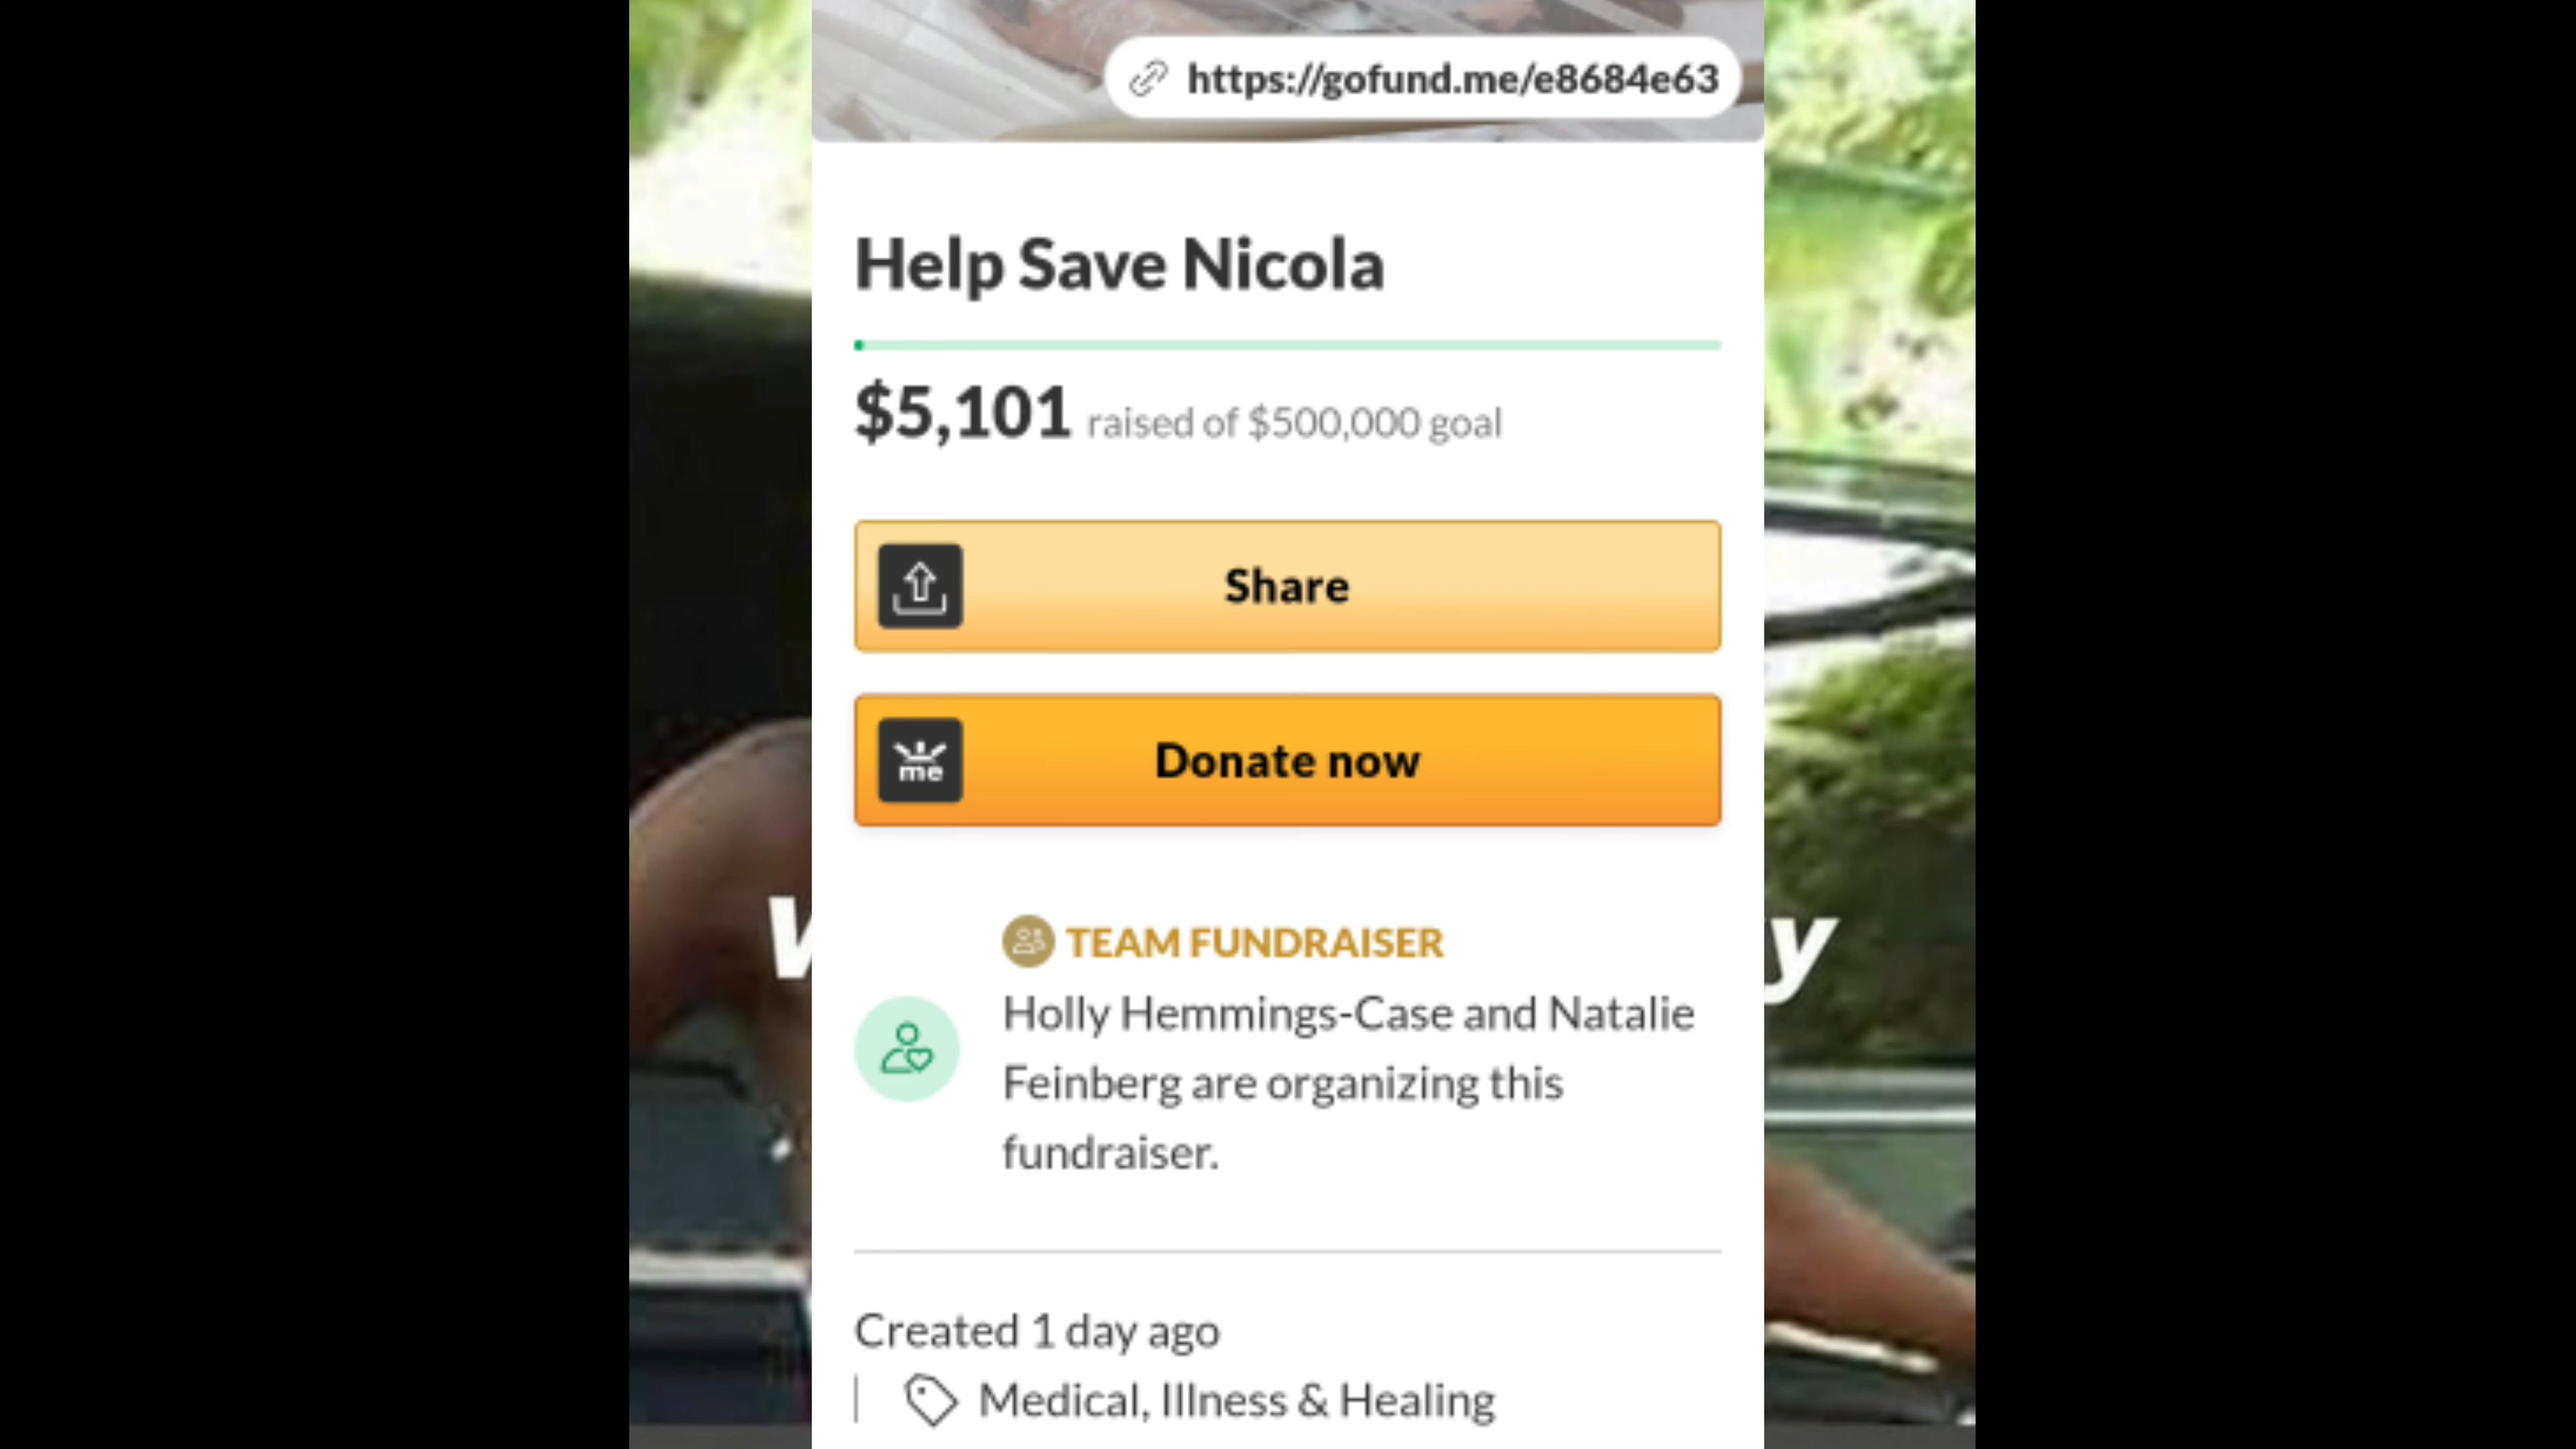 https://gofund.me/e8684e63
Help Save Nicola
$5,101 raised of $500,000 goal
Share
me
Donate now
TEAM FUNDRAISER
Holly Hemmings-Case and Natalie
Feinberg are organizing this
fundraiser.
Created 1 day ago
Medical, Illness & Healing